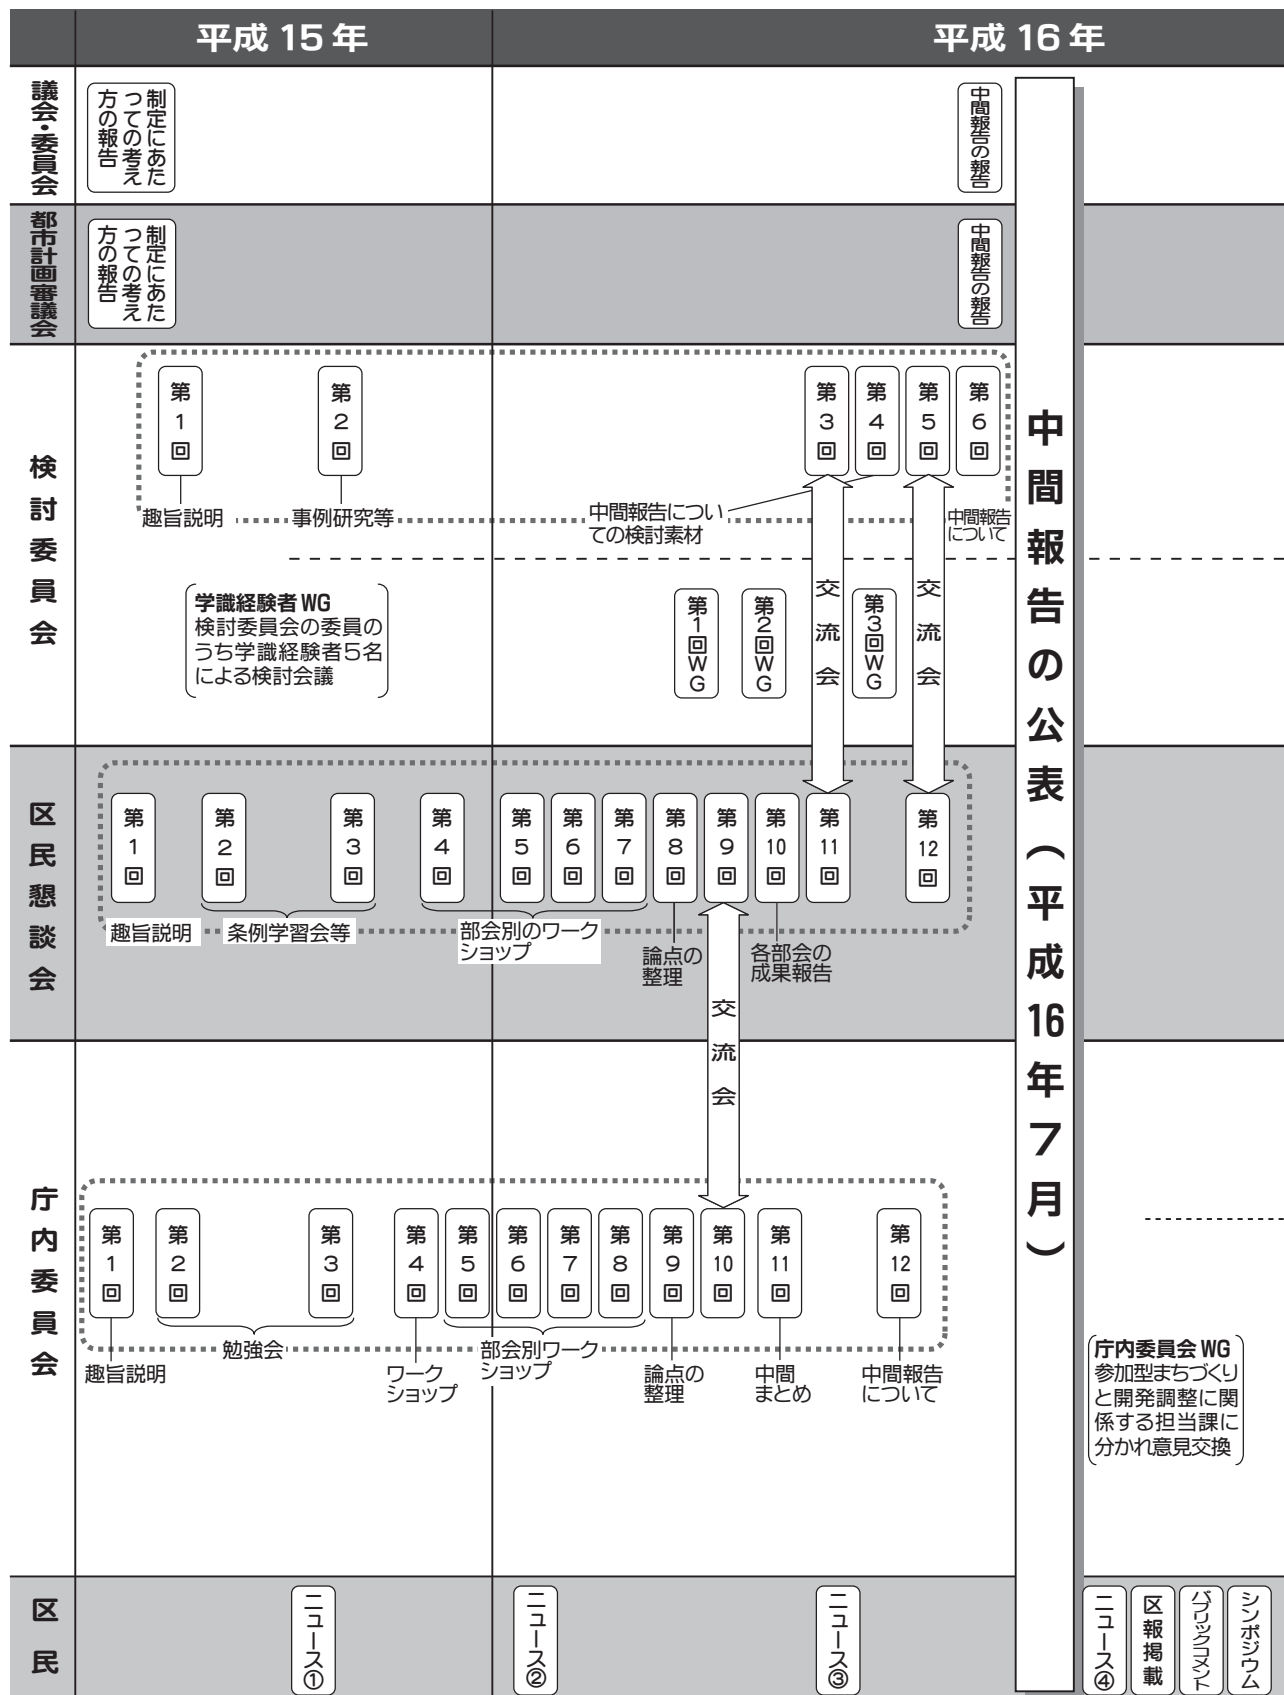 平成 15 年
平成 16 年
議会・委員会
制定にあた
っての考え
方の報告
中間報告の報告
都市計画審議会
制定にあた
っての考え
方の報告
中間報告の報告
検討委員会
第1回
第2回
第3回
第4回
第5回
第6回
趣旨説明
事例研究等
中間報告につい
ての検討素材
中間報告
について
学識経験者 WG
検討委員会の委員の
うち学識経験者5名
による検討会議
第1回WG
第2回WG
交流会
第3回WG
交流会
区民懇談会
第1回
第2回
第3回
第4回
第5回
第6回
第7回
第8回
第9回
第10回
第11回
第12回
趣旨説明
条例学習会等
部会別のワーク
ショップ
論点の
整理
各部会の
成果報告
交流会
庁内委員会
第1回
第2回
第3回
第4回
第5回
第6回
第7回
第8回
第9回
第10回
第11回
第12回
趣旨説明
勉強会
ワーク
ショップ
部会別ワーク
ショップ
論点の
整理
中間
まとめ
中間報告
について
中間報告の公表（平成16年7月）
庁内委員会 WG
参加型まちづくり
と開発調整に関
係する担当課に
分かれ意見交換
区民
ニュース①
ニュース②
ニュース③
ニュース④
区報掲載
パブリックコメント
シンポジウム